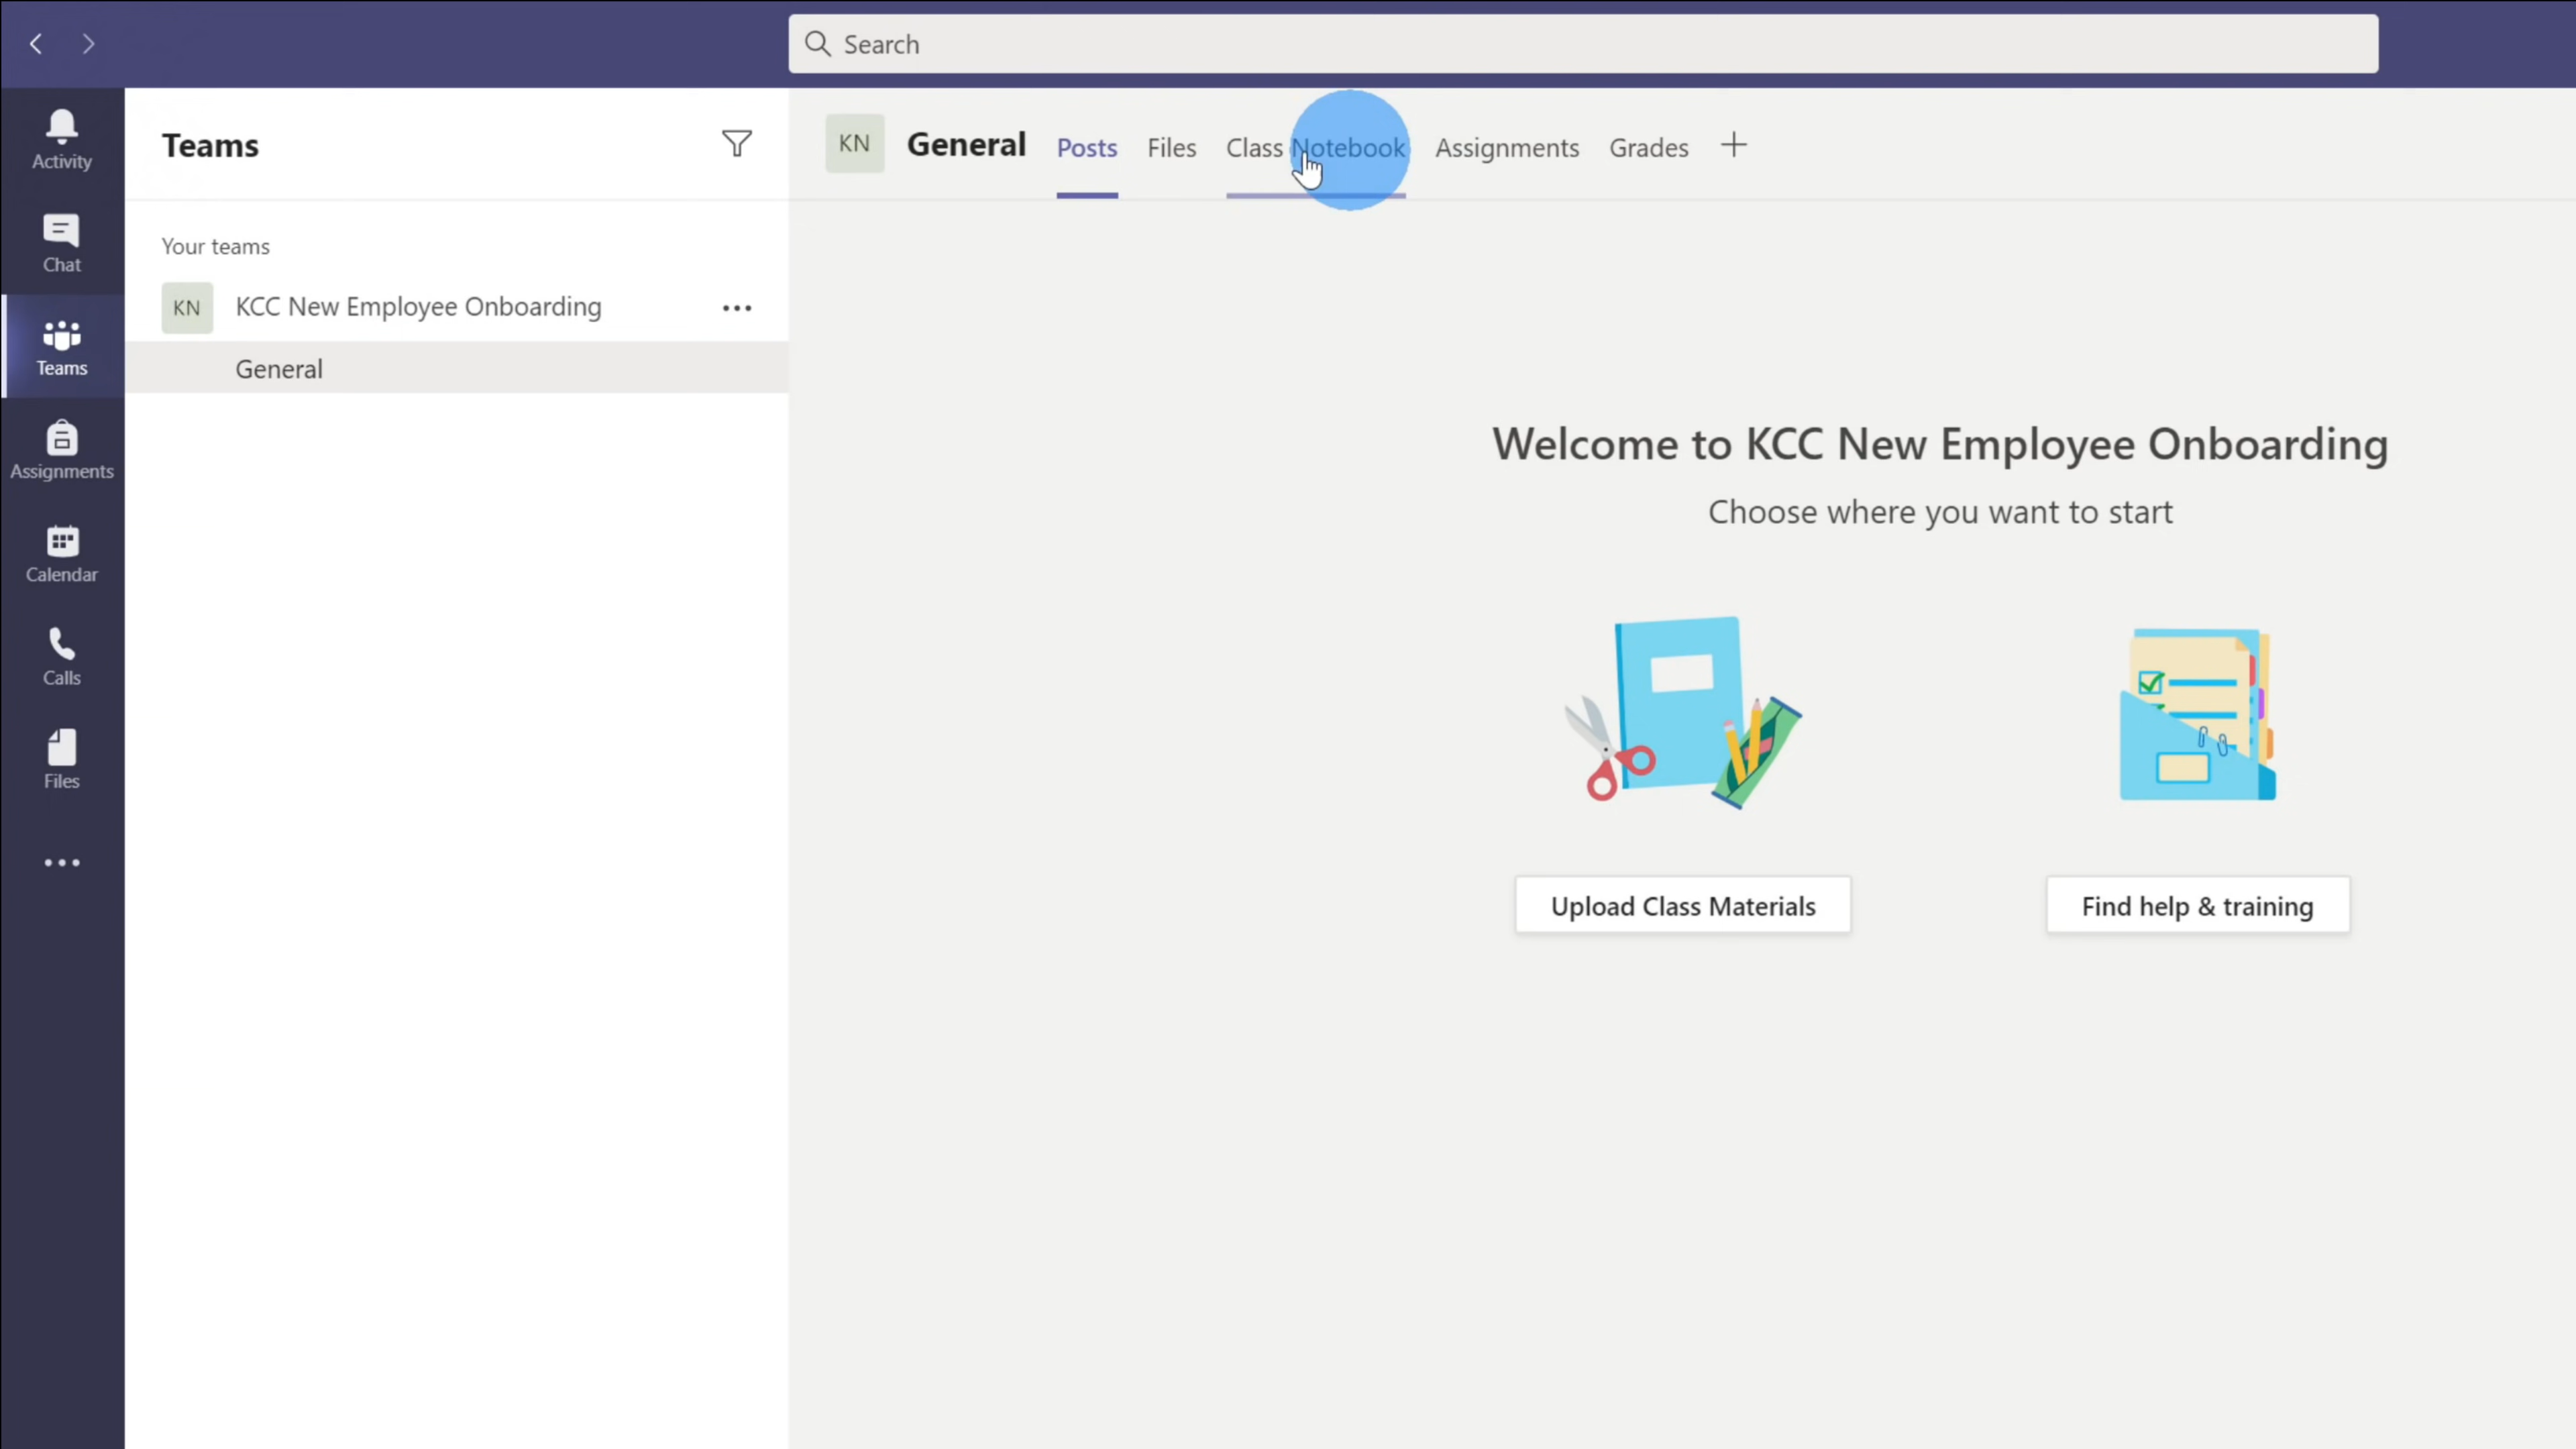 Search
Activity
Chat
Teams
Assignments
Calendar
Calls
Files
Teams
Your teams
KN KCC New Employee Onboarding
General
KN General Posts Files Class Notebook Assignments Grades
Welcome to KCC New Employee Onboarding
Choose where you want to start
Upload Class Materials
Find help & training